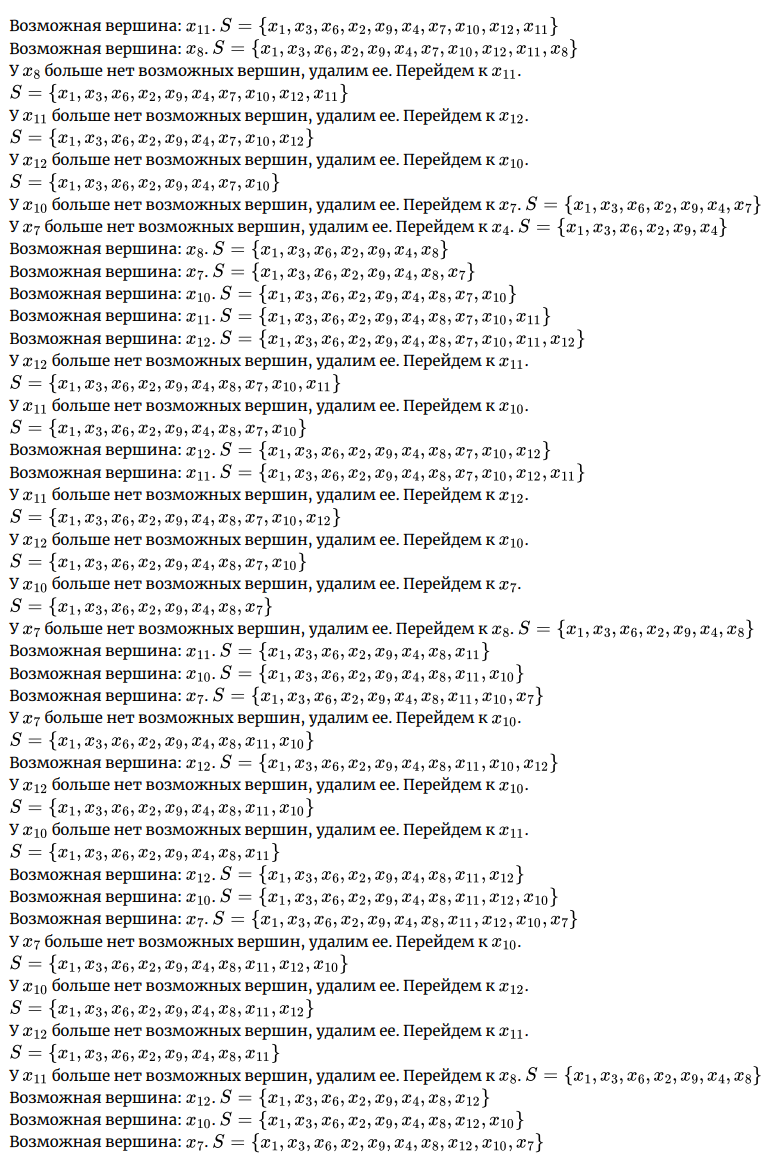 Возможная вершина: x₁₁. S = {x₁, x₃, x₆, x₂, x₉, x₄, x₇, x₁₀, x₁₂, x₁₁}
Возможная вершина: x₈. S = {x₁, x₃, x₆, x₂, x₉, x₄, x₇, x₁₀, x₁₂, x₁₁, x₈}
У x₈ больше нет возможных вершин, удалим ее. Перейдем к x₁₁.
S = {x₁, x₃, x₆, x₂, x₉, x₄, x₇, x₁₀, x₁₂, x₁₁}
У x₁₁ больше нет возможных вершин, удалим ее. Перейдем к x₁₂.
S = {x₁, x₃, x₆, x₂, x₉, x₄, x₇, x₁₀, x₁₂}
У x₁₂ больше нет возможных вершин, удалим ее. Перейдем к x₁₀.
S = {x₁, x₃, x₆, x₂, x₉, x₄, x₇, x₁₀}
У x₁₀ больше нет возможных вершин, удалим ее. Перейдем к x₇. S = {x₁, x₃, x₆, x₂, x₉, x₄, x₇}
У x₇ больше нет возможных вершин, удалим ее. Перейдем к x₄. S = {x₁, x₃, x₆, x₂, x₉, x₄}
Возможная вершина: x₈. S = {x₁, x₃, x₆, x₂, x₉, x₄, x₈}
Возможная вершина: x₇. S = {x₁, x₃, x₆, x₂, x₉, x₄, x₈, x₇}
Возможная вершина: x₁₀. S = {x₁, x₃, x₆, x₂, x₉, x₄, x₈, x₇, x₁₀}
Возможная вершина: x₁₁. S = {x₁, x₃, x₆, x₂, x₉, x₄, x₈, x₇, x₁₀, x₁₁}
Возможная вершина: x₁₂. S = {x₁, x₃, x₆, x₂, x₉, x₄, x₈, x₇, x₁₀, x₁₁, x₁₂}
У x₁₂ больше нет возможных вершин, удалим ее. Перейдем к x₁₁.
S = {x₁, x₃, x₆, x₂, x₉, x₄, x₈, x₇, x₁₀, x₁₁}
У x₁₁ больше нет возможных вершин, удалим ее. Перейдем к x₁₀.
S = {x₁, x₃, x₆, x₂, x₉, x₄, x₈, x₇, x₁₀}
Возможная вершина: x₁₂. S = {x₁, x₃, x₆, x₂, x₉, x₄, x₈, x₇, x₁₀, x₁₂}
Возможная вершина: x₁₁. S = {x₁, x₃, x₆, x₂, x₉, x₄, x₈, x₇, x₁₀, x₁₂, x₁₁}
У x₁₁ больше нет возможных вершин, удалим ее. Перейдем к x₁₂.
S = {x₁, x₃, x₆, x₂, x₉, x₄, x₈, x₇, x₁₀, x₁₂}
У x₁₂ больше нет возможных вершин, удалим ее. Перейдем к x₁₀.
S = {x₁, x₃, x₆, x₂, x₉, x₄, x₈, x₇, x₁₀}
У x₁₀ больше нет возможных вершин, удалим ее. Перейдем к x₇.
S = {x₁, x₃, x₆, x₂, x₉, x₄, x₈, x₇}
У x₇ больше нет возможных вершин, удалим ее. Перейдем к x₈. S = {x₁, x₃, x₆, x₂, x₉, x₄, x₈}
Возможная вершина: x₁₁. S = {x₁, x₃, x₆, x₂, x₉, x₄, x₈, x₁₁}
Возможная вершина: x₁₀. S = {x₁, x₃, x₆, x₂, x₉, x₄, x₈, x₁₁, x₁₀}
Возможная вершина: x₇. S = {x₁, x₃, x₆, x₂, x₉, x₄, x₈, x₁₁, x₁₀, x₇}
У x₇ больше нет возможных вершин, удалим ее. Перейдем к x₁₀.
S = {x₁, x₃, x₆, x₂, x₉, x₄, x₈, x₁₁, x₁₀}
Возможная вершина: x₁₂. S = {x₁, x₃, x₆, x₂, x₉, x₄, x₈, x₁₁, x₁₀, x₁₂}
У x₁₂ больше нет возможных вершин, удалим ее. Перейдем к x₁₀.
S = {x₁, x₃, x₆, x₂, x₉, x₄, x₈, x₁₁, x₁₀}
У x₁₀ больше нет возможных вершин, удалим ее. Перейдем к x₁₁.
S = {x₁, x₃, x₆, x₂, x₉, x₄, x₈, x₁₁}
Возможная вершина: x₁₂. S = {x₁, x₃, x₆, x₂, x₉, x₄, x₈, x₁₁, x₁₂}
Возможная вершина: x₁₀. S = {x₁, x₃, x₆, x₂, x₉, x₄, x₈, x₁₁, x₁₂, x₁₀}
Возможная вершина: x₇. S = {x₁, x₃, x₆, x₂, x₉, x₄, x₈, x₁₁, x₁₂, x₁₀, x₇}
У x₇ больше нет возможных вершин, удалим ее. Перейдем к x₁₀.
S = {x₁, x₃, x₆, x₂, x₉, x₄, x₈, x₁₁, x₁₂, x₁₀}
У x₁₀ больше нет возможных вершин, удалим ее. Перейдем к x₁₂.
S = {x₁, x₃, x₆, x₂, x₉, x₄, x₈, x₁₁, x₁₂}
У x₁₂ больше нет возможных вершин, удалим ее. Перейдем к x₁₁.
S = {x₁, x₃, x₆, x₂, x₉, x₄, x₈, x₁₁}
У x₁₁ больше нет возможных вершин, удалим ее. Перейдем к x₈. S = {x₁, x₃, x₆, x₂, x₉, x₄, x₈}
Возможная вершина: x₁₂. S = {x₁, x₃, x₆, x₂, x₉, x₄, x₈, x₁₂}
Возможная вершина: x₁₀. S = {x₁, x₃, x₆, x₂, x₉, x₄, x₈, x₁₂, x₁₀}
Возможная вершина: x₇. S = {x₁, x₃, x₆, x₂, x₉, x₄, x₈, x₁₂, x₁₀, x₇}